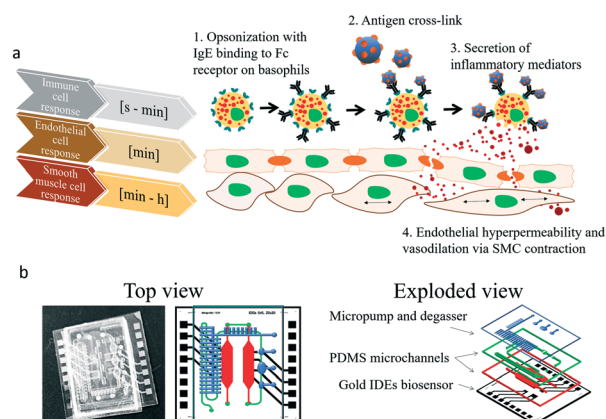 a
1. Opsonization with
IgE binding to Fc
receptor on basophils
2. Antigen cross-link
3. Secretion of
inflammatory mediators
Immune
cell
response
[s - min]
Endothelial
cell
response
[min]
Smooth
muscle cell
response
[min - h]
4. Endothelial hyperpermeability and
vasodilation via SMC contraction
b
Top view
Exploded view
Micropump and degasser
PDMS microchannels
Gold IDEs biosensor